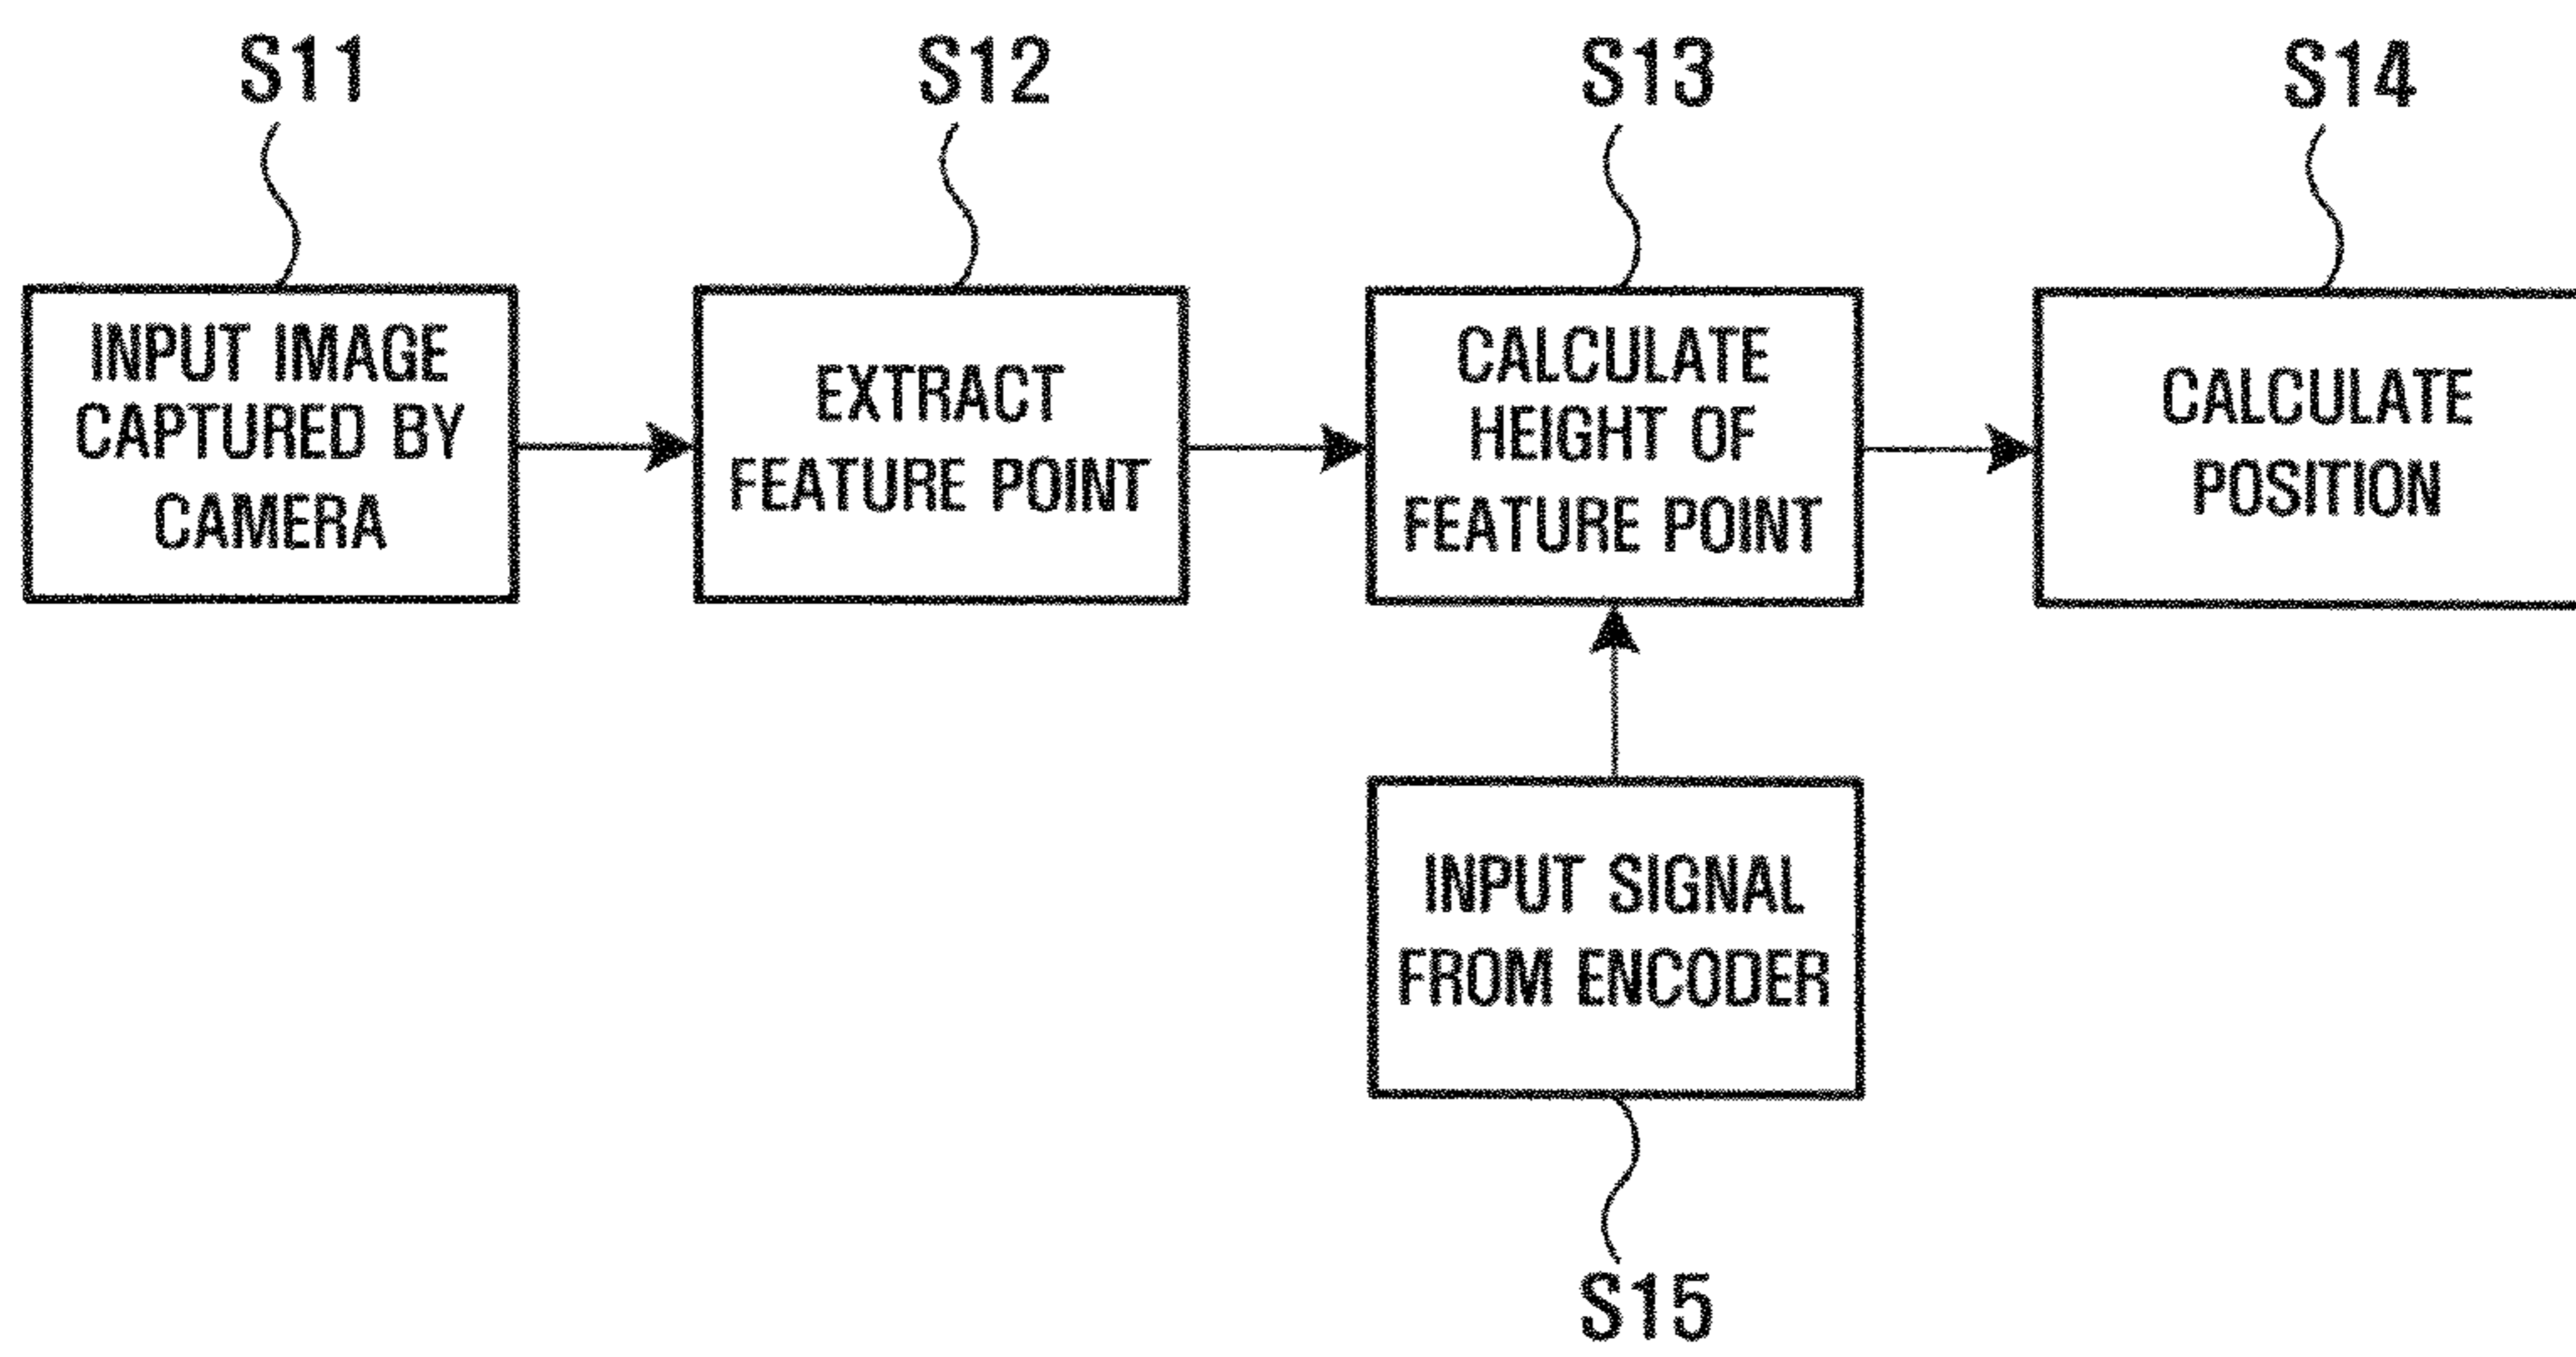 S11
S12
S13
S14
INPUT IMAGE
CAPTURED BY
CAMERA
EXTRACT
FEATURE POINT
CALCULATE
HEIGHT OF
FEATURE POINT
CALCULATE
POSITION
INPUT SIGNAL
FROM ENCODER
S15